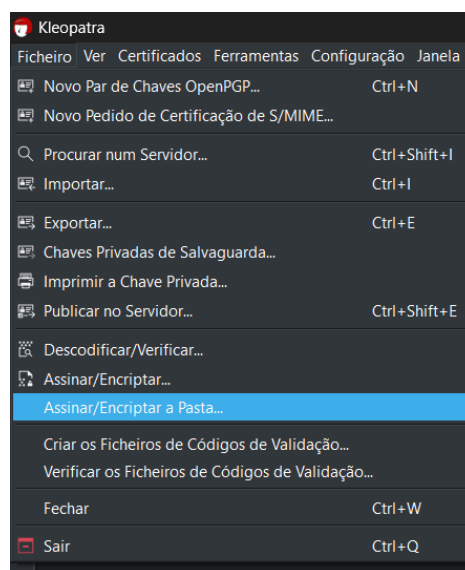 Kleopatra
Ficheiro Ver Certificados Ferramentas Configuração Janela
Novo Par de Chaves OpenPGP... Ctrl+N
Novo Pedido de Certificação de S/MIME...
Procurar num Servidor... Ctrl+Shift+I
Importar... Ctrl+I
Exportar... Ctrl+E
Chaves Privadas de Salvaguarda...
Imprimir a Chave Privada...
Publicar no Servidor... Ctrl+Shift+E
Descodificar/Verificar...
Assinar/Encriptar...
Assinar/Encriptar a Pasta...
Criar os Ficheiros de Códigos de Validação...
Verificar os Ficheiros de Códigos de Validação...
Fechar Ctrl+W
Sair Ctrl+Q